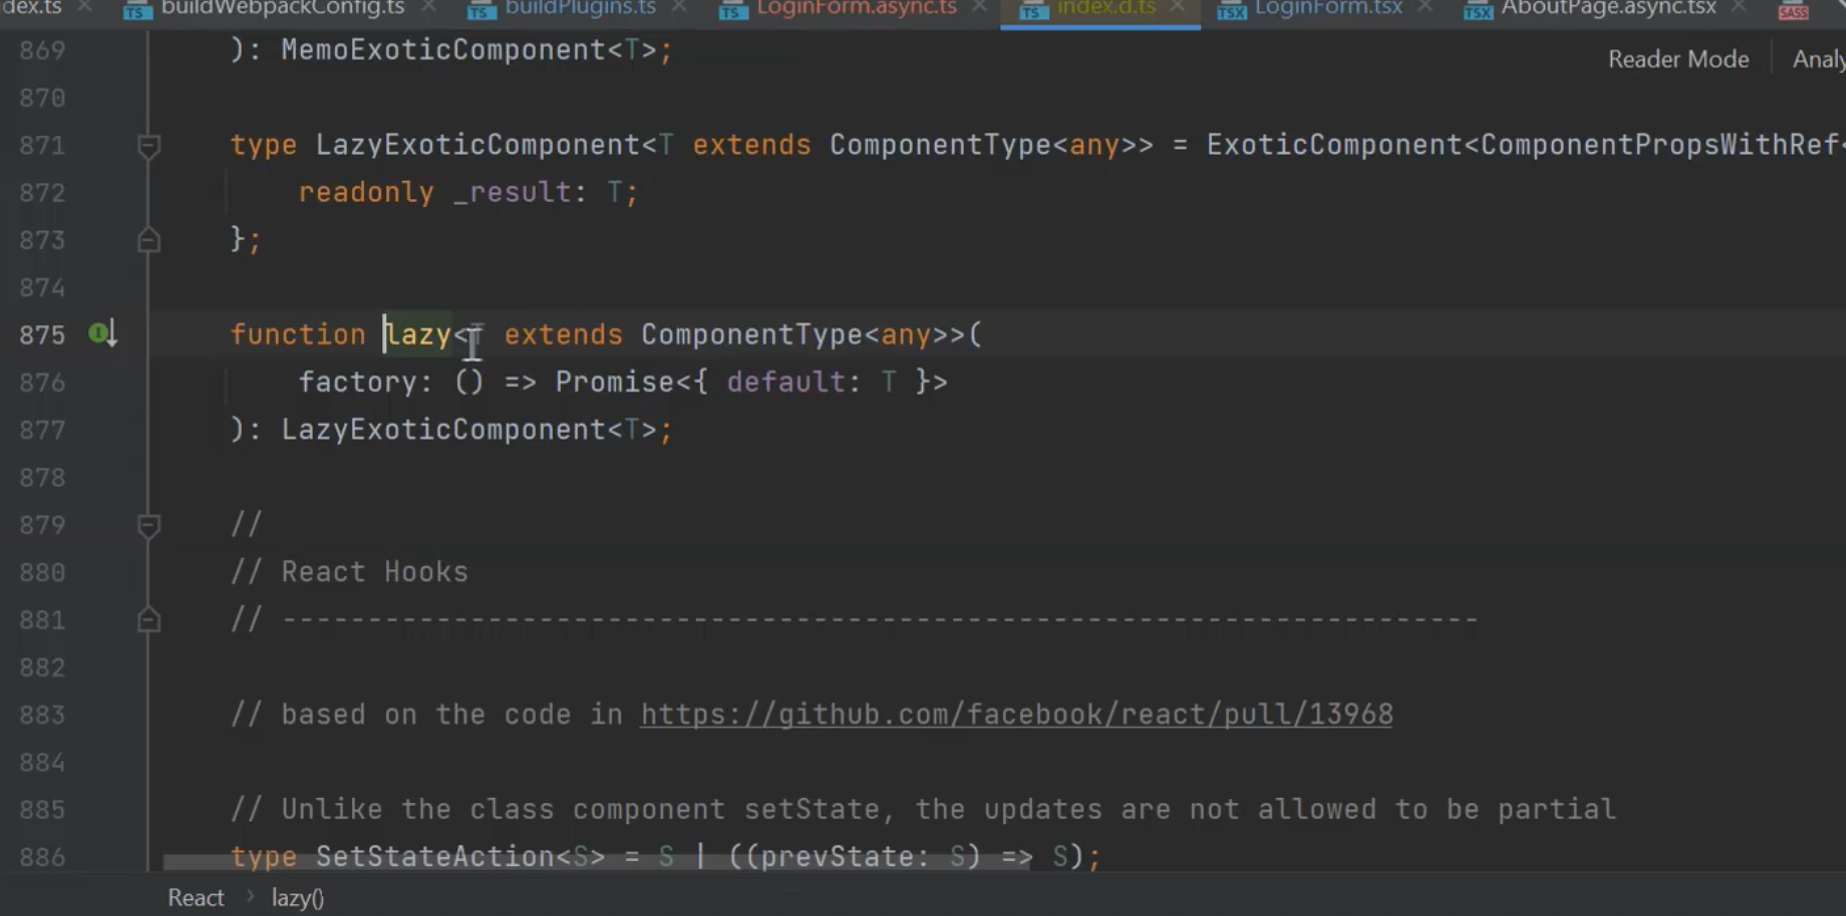 dex.ts buildWebpackConfig.ts buildPlugins.ts LoginForm.async.ts index.d.ts LoginForm.tsx AboutPage.async.tsx
869 ): MemoExoticComponent<T>;
Reader Mode Analy
870
871 type LazyExoticComponent<T extends ComponentType<any>> = ExoticComponent<ComponentPropsWithRef<
872 readonly _result: T;
873 };
874
875 function lazy<T extends ComponentType<any>>(
876 factory: () => Promise<{ default: T }>
877 ): LazyExoticComponent<T>;
878
879 //
880 // React Hooks
881 // ----------------------------------------------------------------------
882
883 // based on the code in https://github.com/facebook/react/pull/13968
884
885 // Unlike the class component setState, the updates are not allowed to be partial
886 type SetStateAction<S> = S | ((prevState: S) => S);
React › lazy()